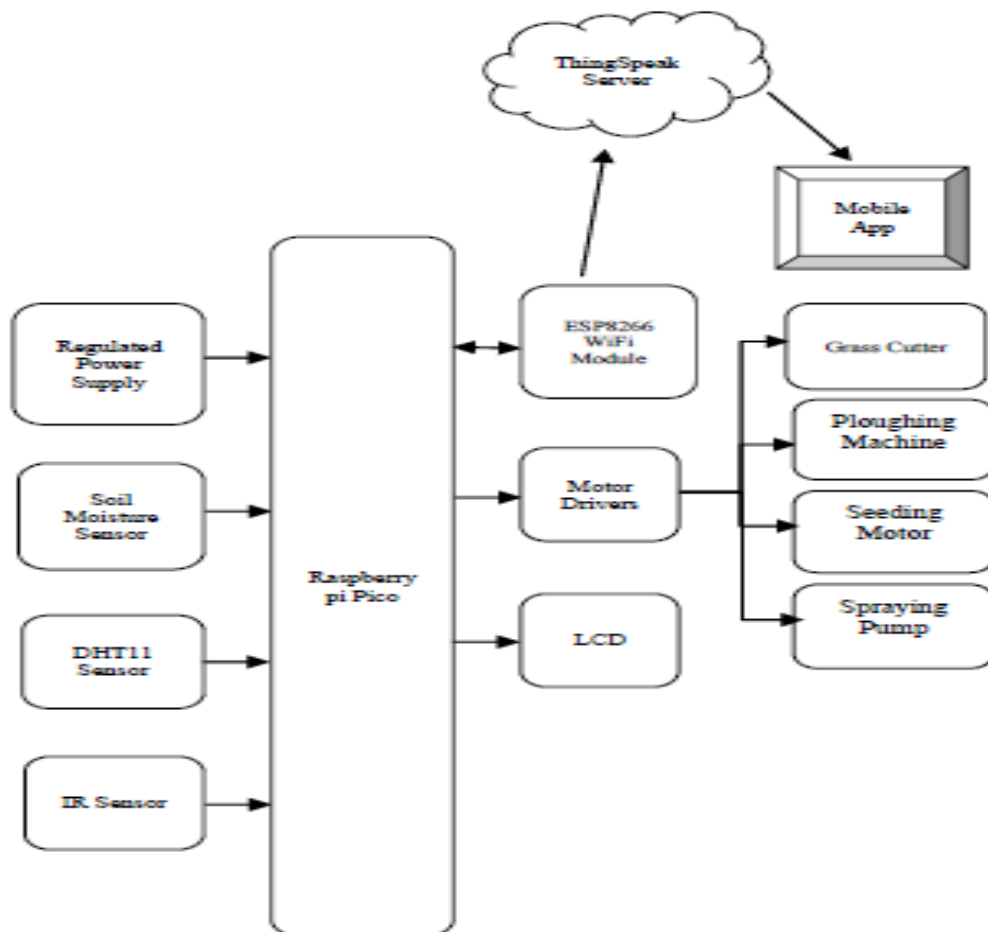 ThingSpeak
Server
Mobile
App
Regulated
Power
Supply
ESP8266
WiFi
Module
Grass Cutter
Ploughing
Machine
Soil
Moisture
Sensor
Motor
Drivers
Seeding
Motor
Raspberry
pi Pico
Spraying
Pump
DHT11
Sensor
LCD
IR Sensor